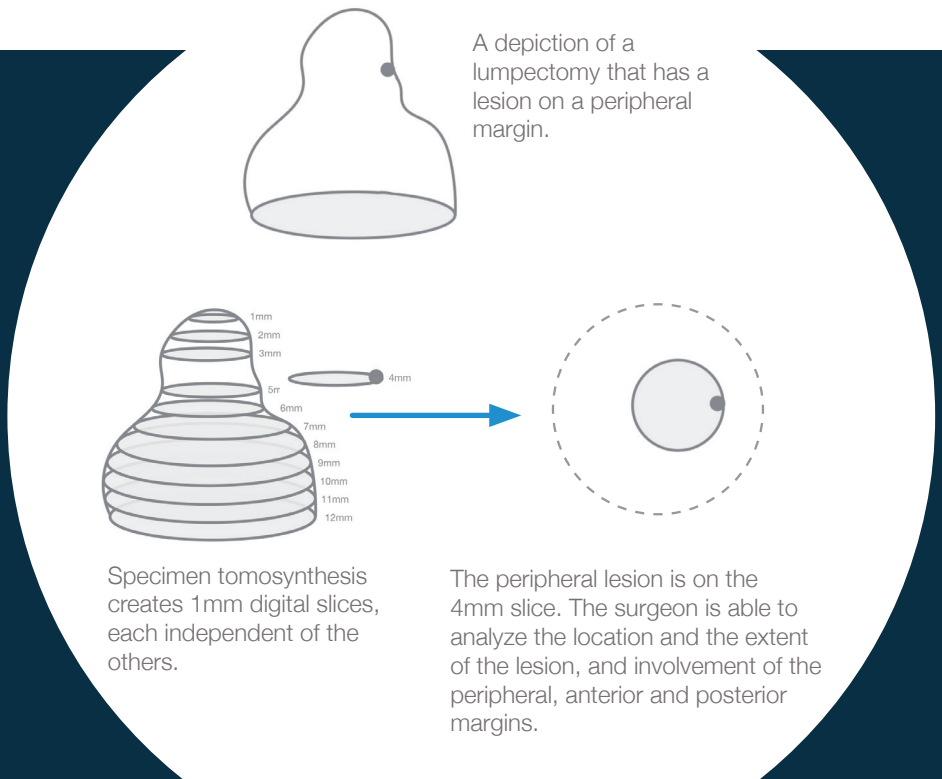 A depiction of a
lumpectomy that has a
lesion on a peripheral
margin.
1mm
2mm
3mm
4mm
5m
6mm
7mm
8mm
9mm
10mm
11mm
12mm
Specimen tomosynthesis
creates 1mm digital slices,
each independent of the
others.
The peripheral lesion is on the
4mm slice. The surgeon is able to
analyze the location and the extent
of the lesion, and involvement of the
peripheral, anterior and posterior
margins.